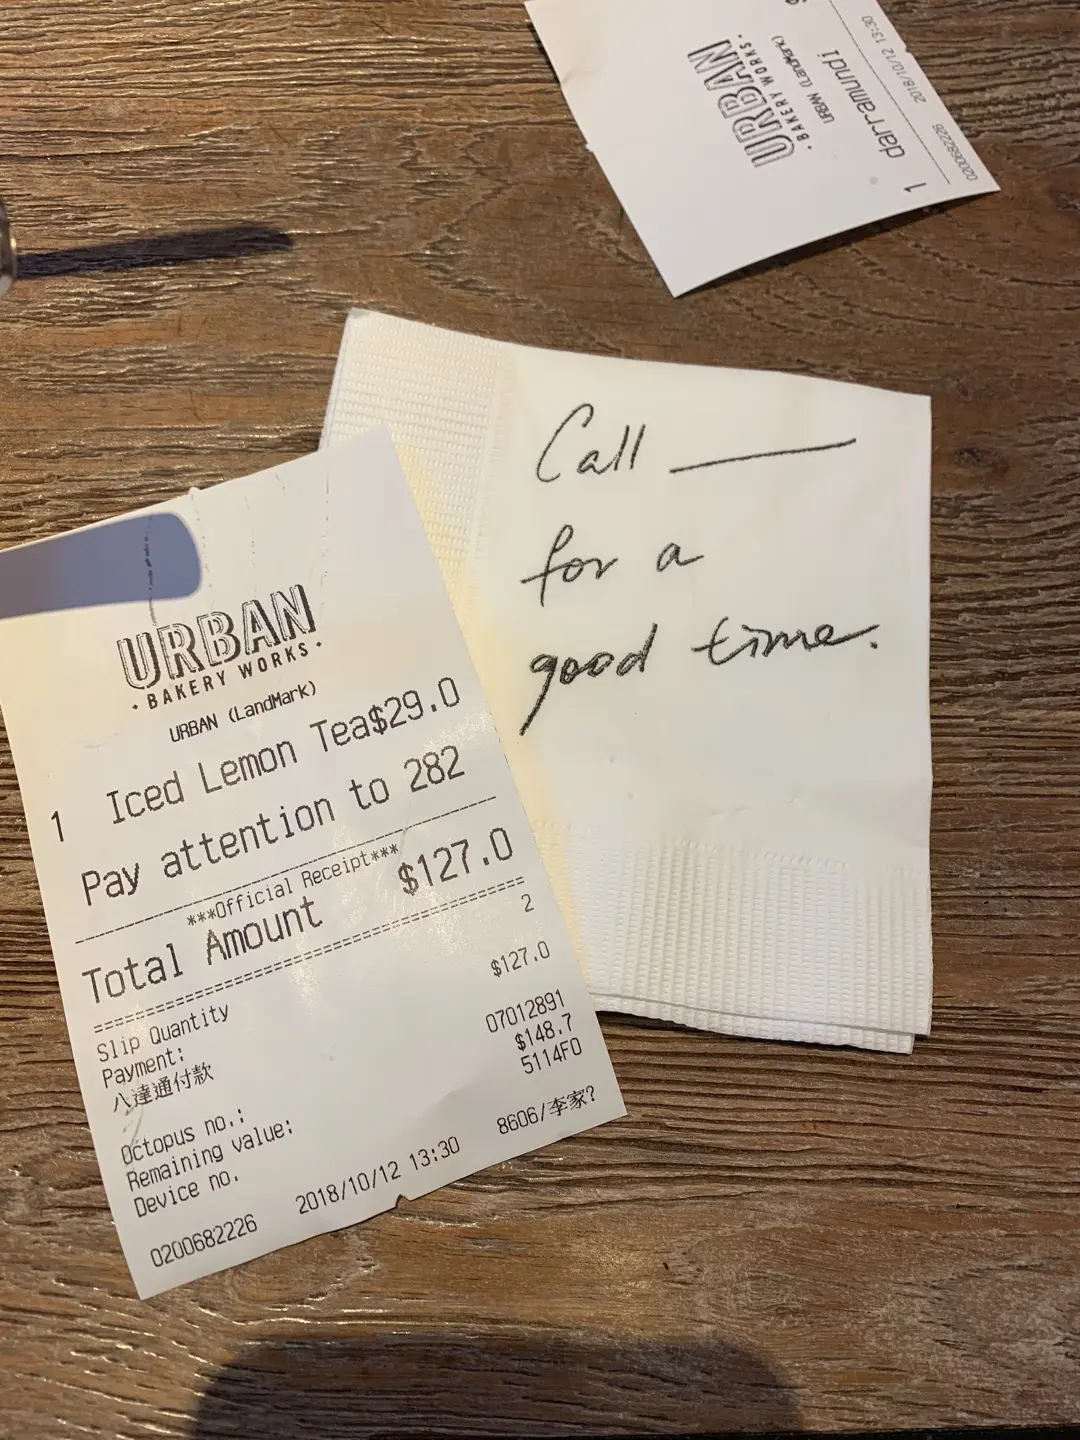 URBAN
· BAKERY WORKS ·
URBAN (LandMark)
1 Iced Lemon Tea$29.0
Pay attention to 282
***Official Receipt***
Total Amount $127.0
Slip Quantity 2
Payment: $127.0
八達通付款
Octopus no.: 07012891
Remaining value: $148.7
Device no. 5114F0
0200682226 2018/10/12 13:30 8606/李家?
Call ———
for a
good time.
URBAN
· BAKERY WORKS ·
URBAN (LandMark)
1 darramundi
0200682226 2018/10/12 13:30